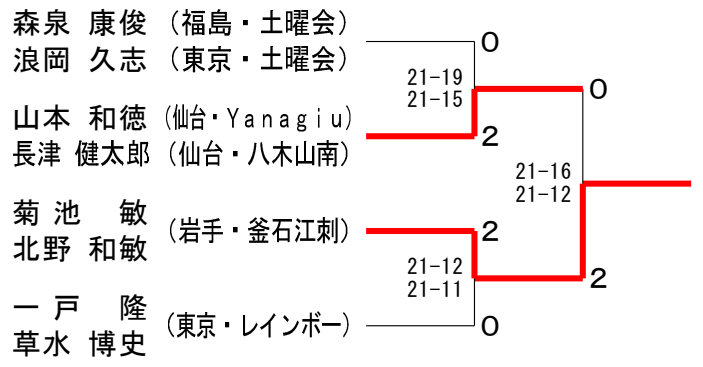 森泉 康俊 (福島・土曜会)
浪岡 久志 (東京・土曜会)
0
21-19
21-15
0
山本 和徳 (仙台・Yanagiu)
長津 健太郎 (仙台・八木山南)
2
21-16
21-12
菊池 敏
北野 和敏
(岩手・釜石江刺)
2
21-12
21-11
2
一戸 隆
草水 博史
(東京・レインボー)
0